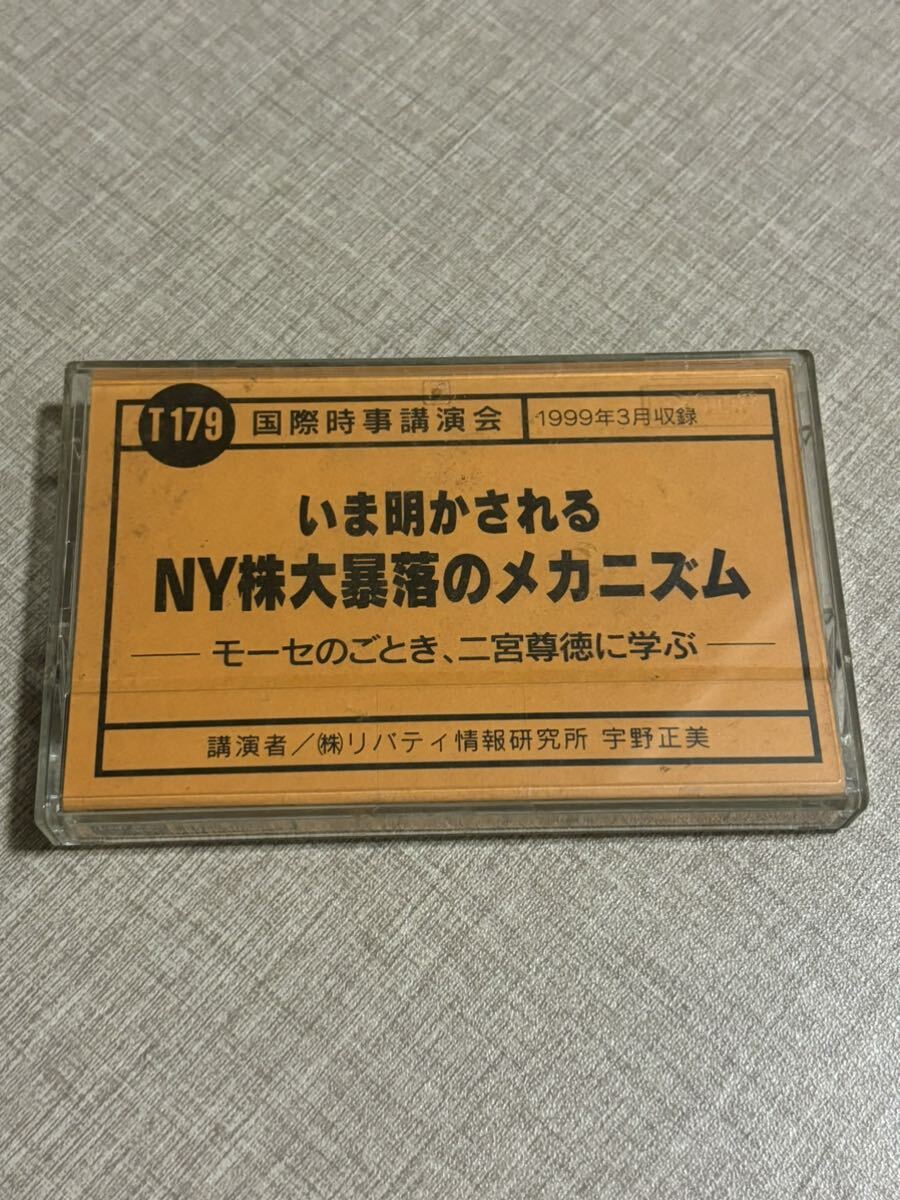 T179 国際時事講演会 1999年3月収録
いま明かされる
NY株大暴落のメカニズム
モーセのごとき、二宮尊徳に学ぶ
講演者/㈱リバティ情報研究所 宇野正美